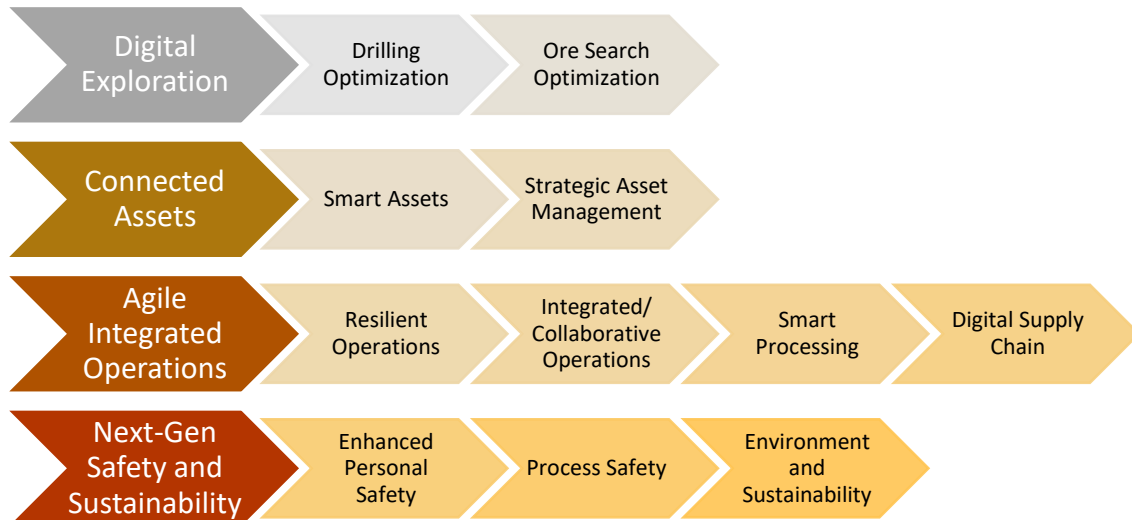 Digital
Exploration
Drilling
Optimization
Ore Search
Optimization
Connected
Assets
Smart Assets
Strategic Asset
Management
Agile
Integrated
Operations
Resilient
Operations
Integrated/
Collaborative
Operations
Smart
Processing
Digital Supply
Chain
Next-Gen
Safety and
Sustainability
Enhanced
Personal
Safety
Process Safety
Environment
and
Sustainability